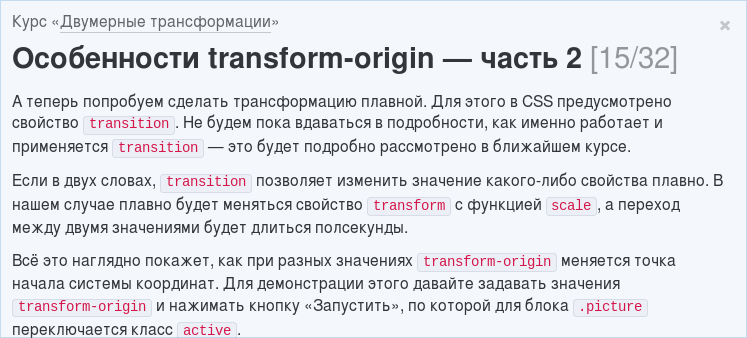 Курс «Двумерные трансформации»
×
Особенности transform-origin — часть 2 [15/32]
А теперь попробуем сделать трансформацию плавной. Для этого в CSS предусмотрено
свойство transition. Не будем пока вдаваться в подробности, как именно работает и
применяется transition — это будет подробно рассмотрено в ближайшем курсе.
Если в двух словах, transition позволяет изменить значение какого-либо свойства плавно. В
нашем случае плавно будет меняться свойство transform с функцией scale, а переход
между двумя значениями будет длиться полсекунды.
Всё это наглядно покажет, как при разных значениях transform-origin меняется точка
начала системы координат. Для демонстрации этого давайте задавать значения
transform-origin и нажимать кнопку «Запустить», по которой для блока .picture
переключается класс active.